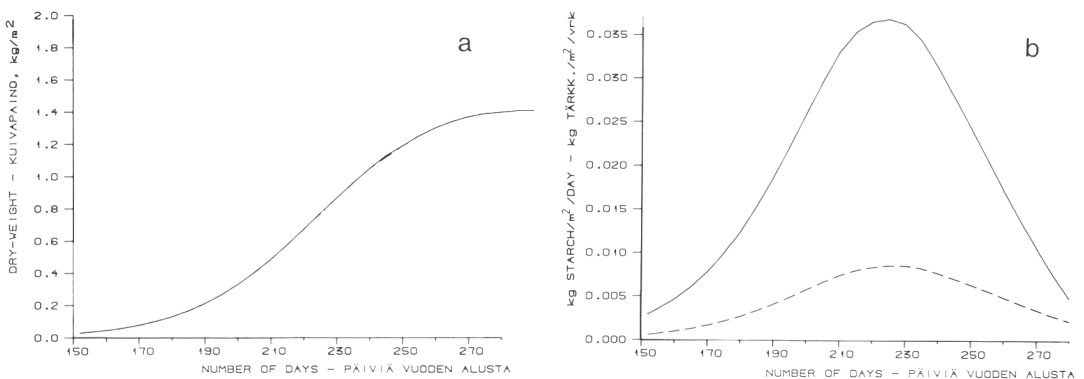 a
DRY-WEIGHT - KUIVAPAINO, kg/m²
2.0
1.8
1.6
1.4
1.2
1.0
0.8
0.6
0.4
0.2
0.0
150 170 190 210 230 250 270
NUMBER OF DAYS - PÄIVIÄ VUODEN ALUSTA
b
kg STARCH/m²/DAY - kg TÄRKK./m²/vrk
0.035
0.030
0.025
0.020
0.015
0.010
0.005
0.000
150 170 190 210 230 250 270
NUMBER OF DAYS - PÄIVIÄ VUODEN ALUSTA